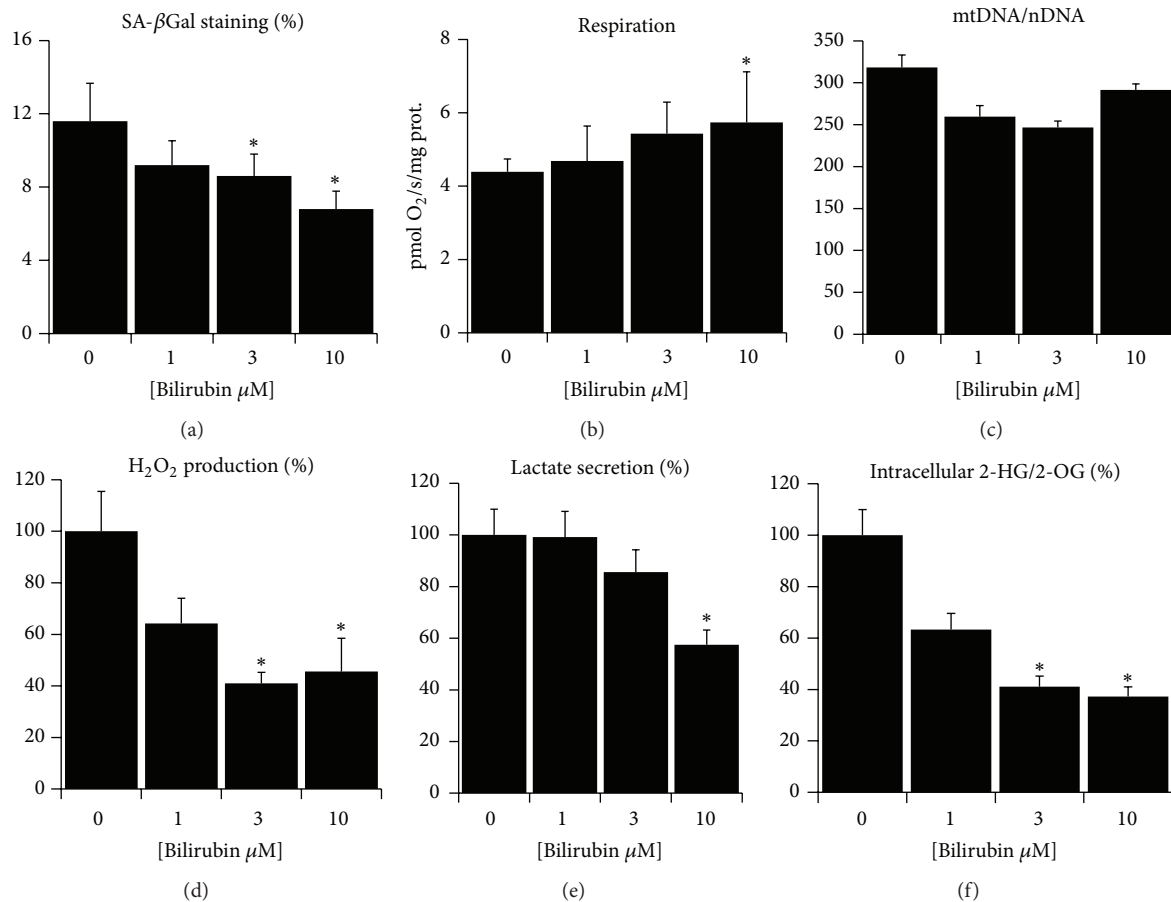 SA-βGal staining (%)
16
12
8
4
0
*
*
0 1 3 10
[Bilirubin μM]
(a)
Respiration
pmol O₂/s/mg prot.
8
6
4
2
0
*
0 1 3 10
[Bilirubin μM]
(b)
mtDNA/nDNA
350
300
250
200
150
100
50
0
0 1 3 10
[Bilirubin μM]
(c)
H₂O₂ production (%)
120
100
80
60
40
20
0
*
*
0 1 3 10
[Bilirubin μM]
(d)
Lactate secretion (%)
120
100
80
60
40
20
0
*
0 1 3 10
[Bilirubin μM]
(e)
Intracellular 2-HG/2-OG (%)
120
100
80
60
40
20
0
*
*
0 1 3 10
[Bilirubin μM]
(f)